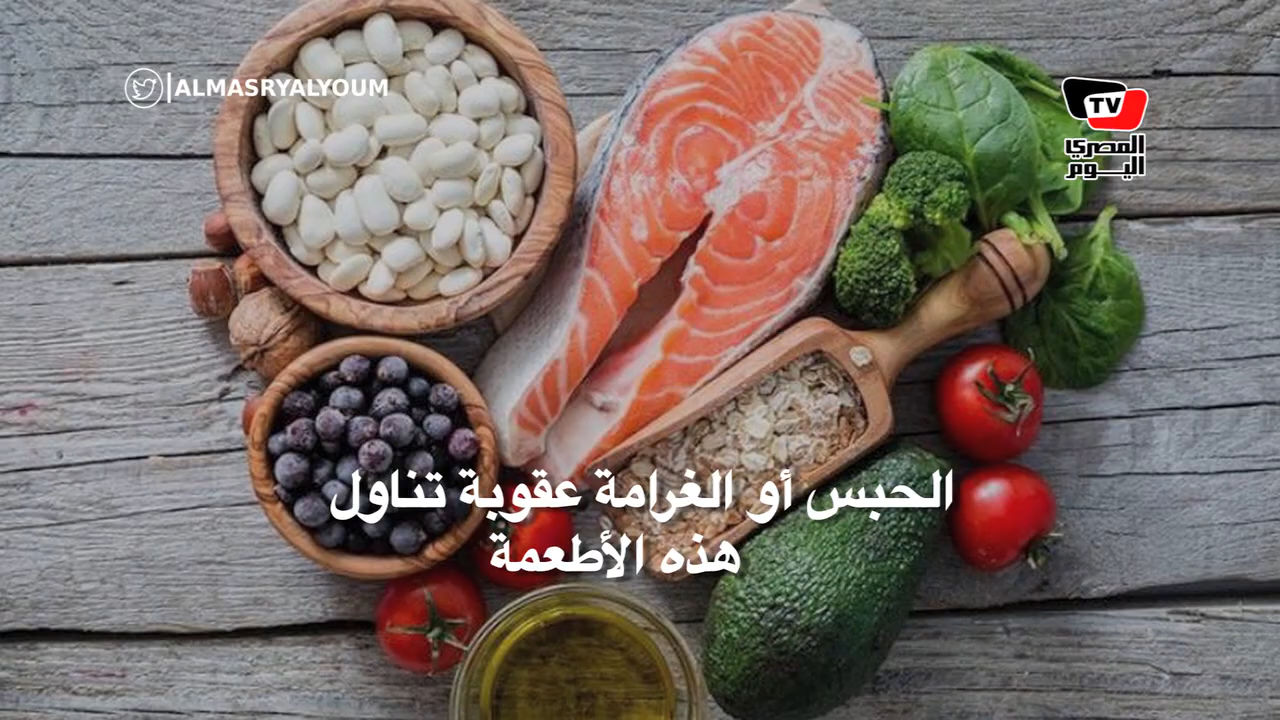 ALMASRYALYOUM
TV
المصري
اليوم
الحبس أو الغرامة عقوبة تناول
هذه الأطعمة